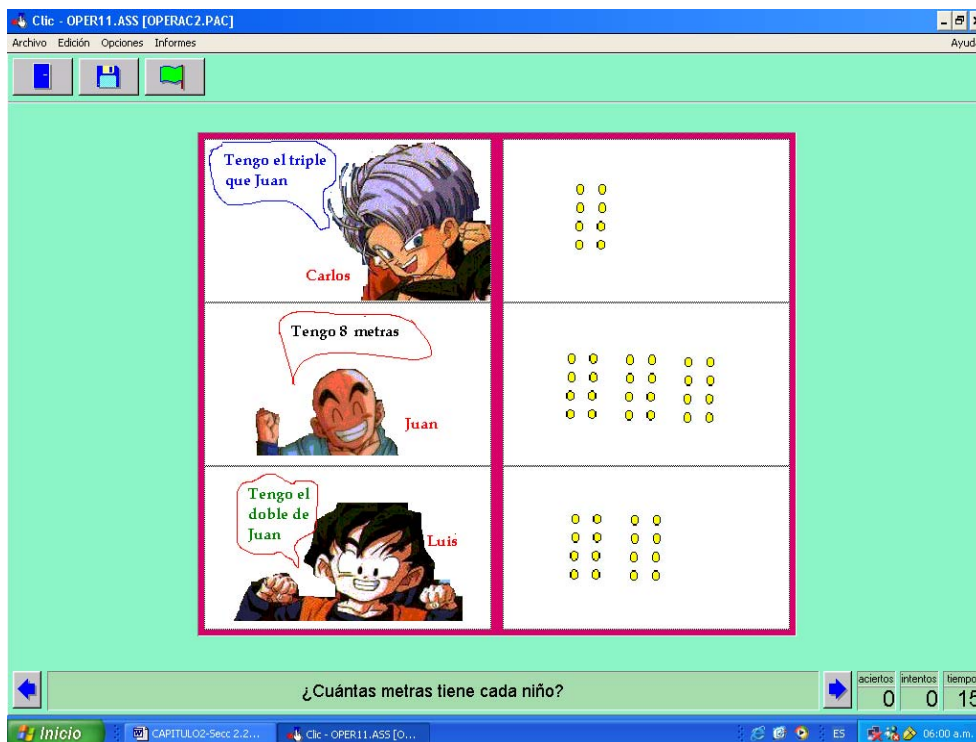 Clic - OPER11.ASS [OPERAC2.PAC]
Archivo Edición Opciones Informes Ayuda
Tengo el triple
que Juan
Carlos
Tengo 8 metras
Juan
Tengo el
doble de
Juan
Luis
¿Cuántas metras tiene cada niño?
aciertos intentos tiempo
0 0 15
Inicio CAPITULO2-Secc 2.2... Clic - OPER11.ASS [O... ES 06:00 a.m.